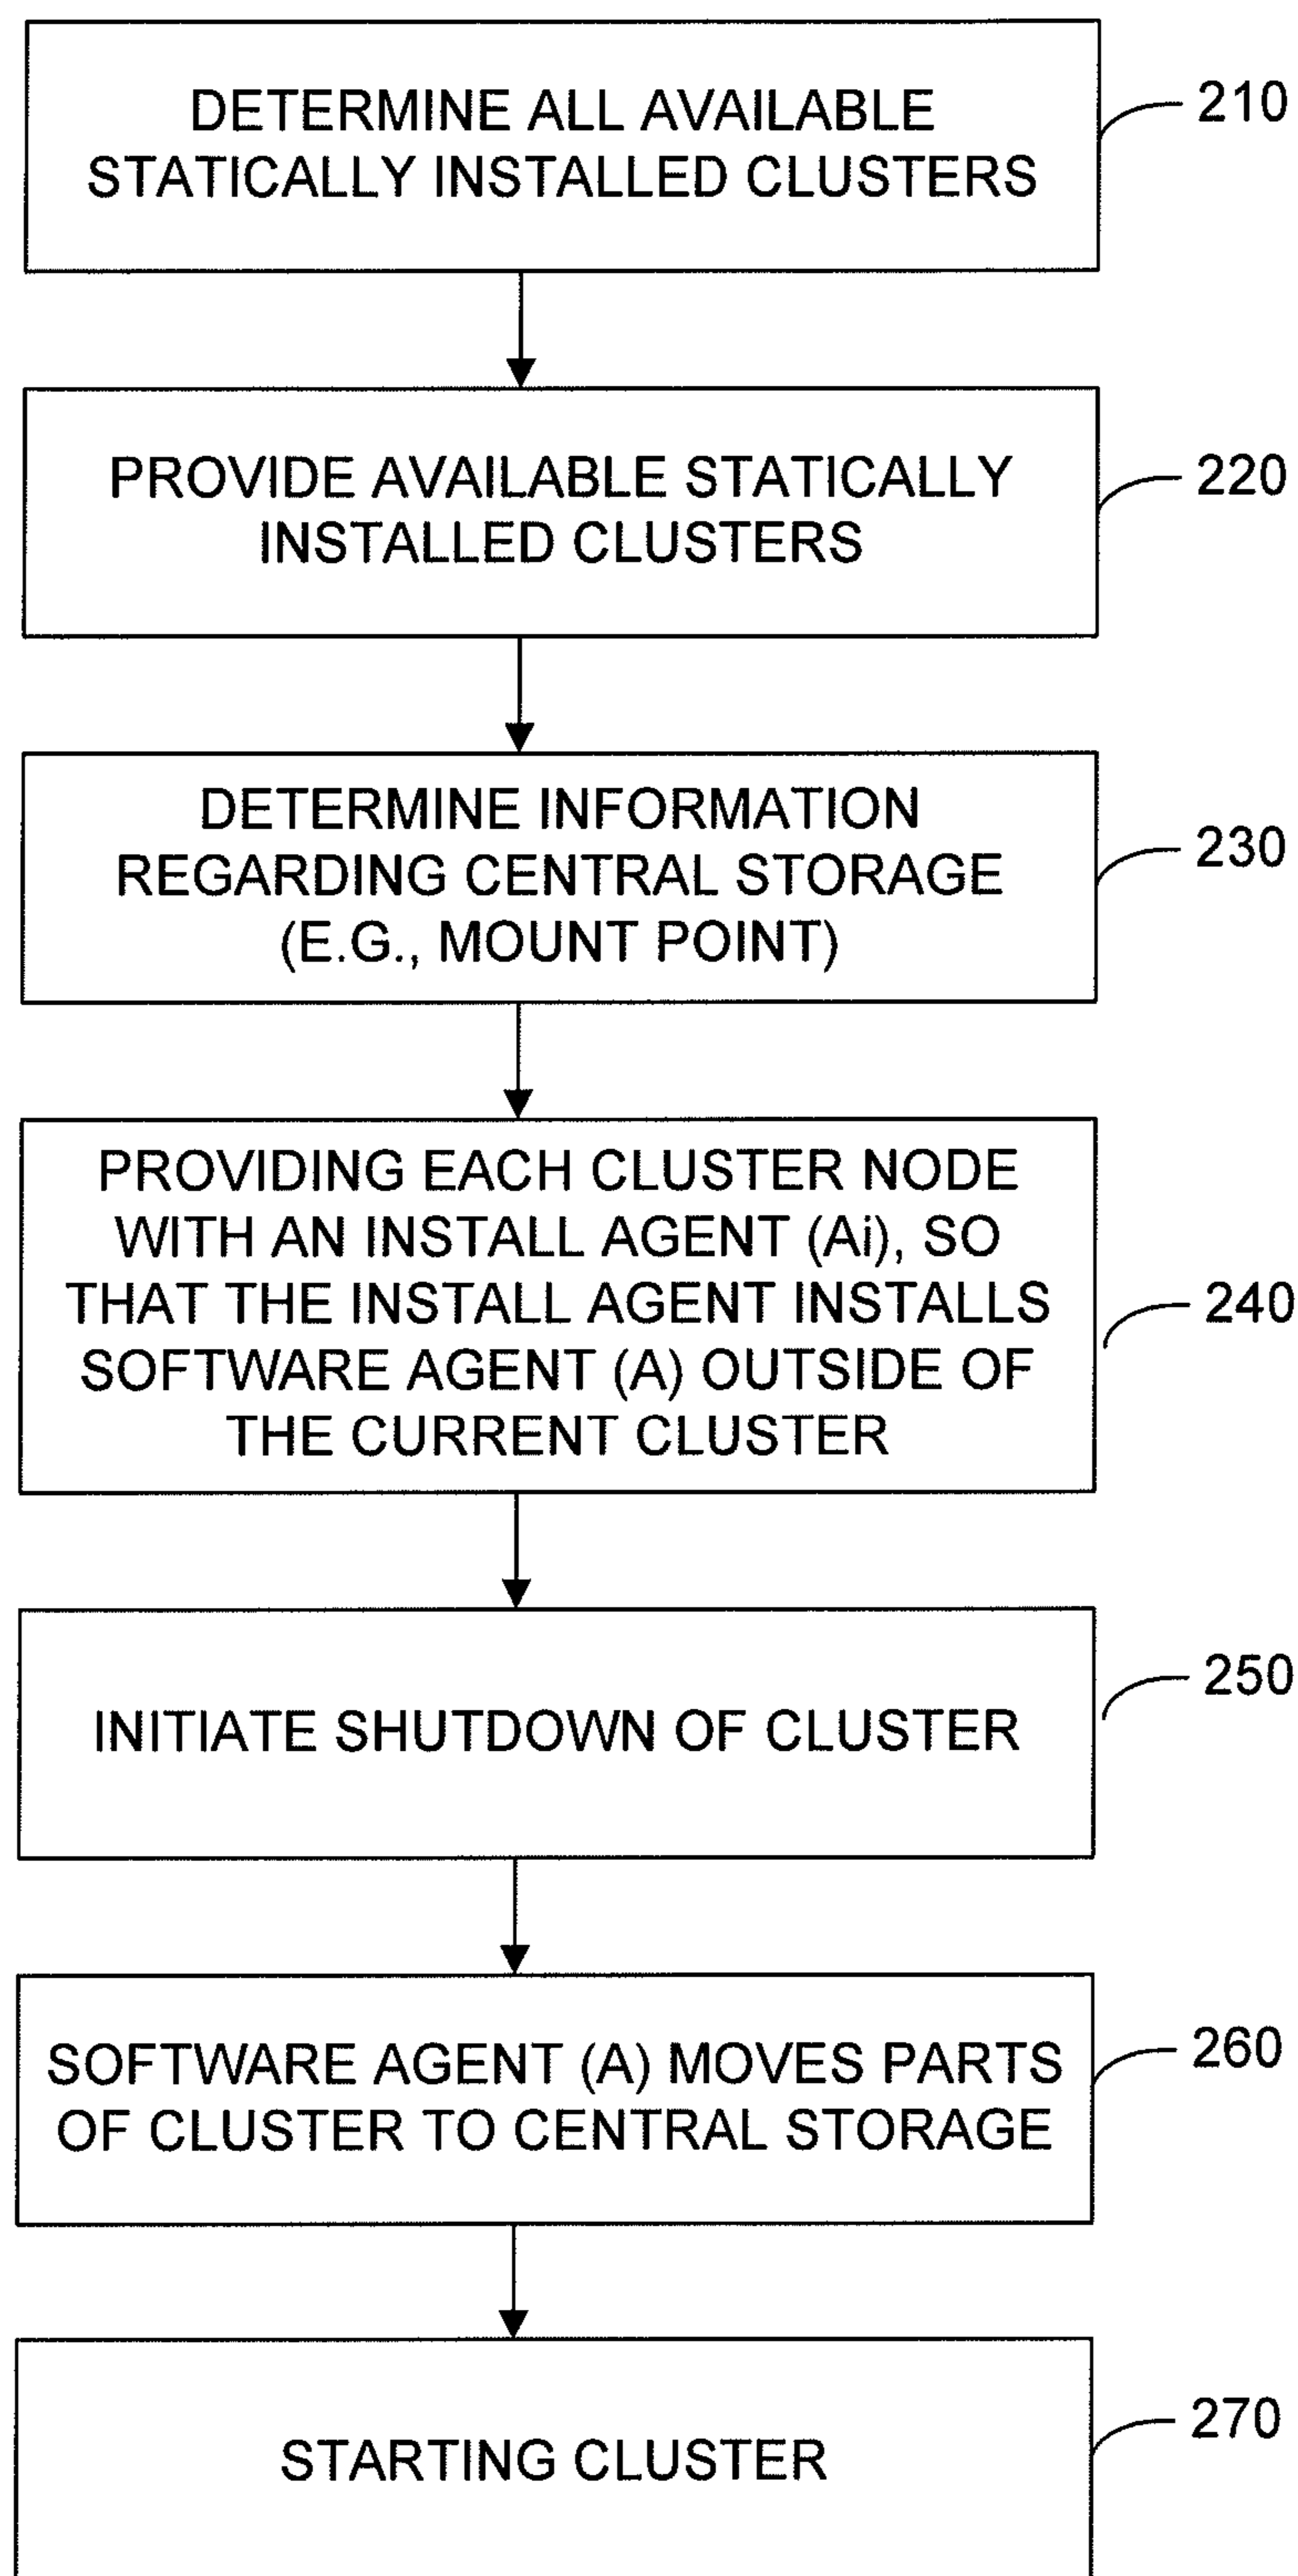 DETERMINE ALL AVAILABLE
STATICALLY INSTALLED CLUSTERS
210
PROVIDE AVAILABLE STATICALLY
INSTALLED CLUSTERS
220
DETERMINE INFORMATION
REGARDING CENTRAL STORAGE
(E.G., MOUNT POINT)
230
PROVIDING EACH CLUSTER NODE
WITH AN INSTALL AGENT (Ai), SO
THAT THE INSTALL AGENT INSTALLS
SOFTWARE AGENT (A) OUTSIDE OF
THE CURRENT CLUSTER
240
INITIATE SHUTDOWN OF CLUSTER
250
SOFTWARE AGENT (A) MOVES PARTS
OF CLUSTER TO CENTRAL STORAGE
260
STARTING CLUSTER
270